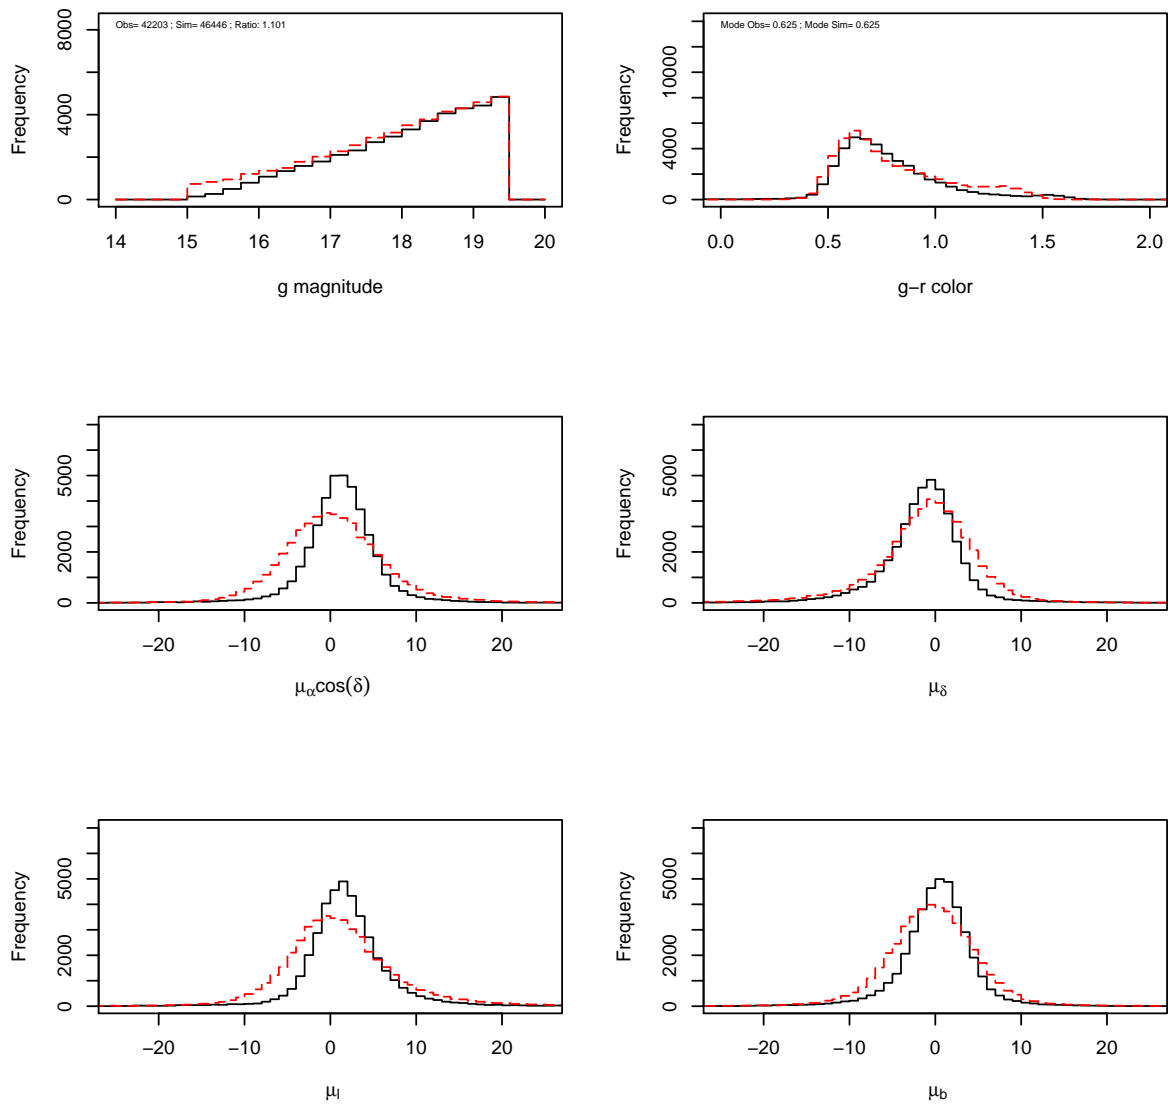 Obs= 42203 ; Sim= 46446 ; Ratio: 1.101
Frequency
0 4000 8000
14 15 16 17 18 19 20
g magnitude
Mode Obs= 0.625 ; Mode Sim= 0.625
Frequency
0 4000 10000
0.0 0.5 1.0 1.5 2.0
g−r color
Frequency
0 2000 5000
−20 −10 0 10 20
μαcos(δ)
Frequency
0 2000 5000
−20 −10 0 10 20
μδ
Frequency
0 2000 5000
−20 −10 0 10 20
μl
Frequency
0 2000 5000
−20 −10 0 10 20
μb